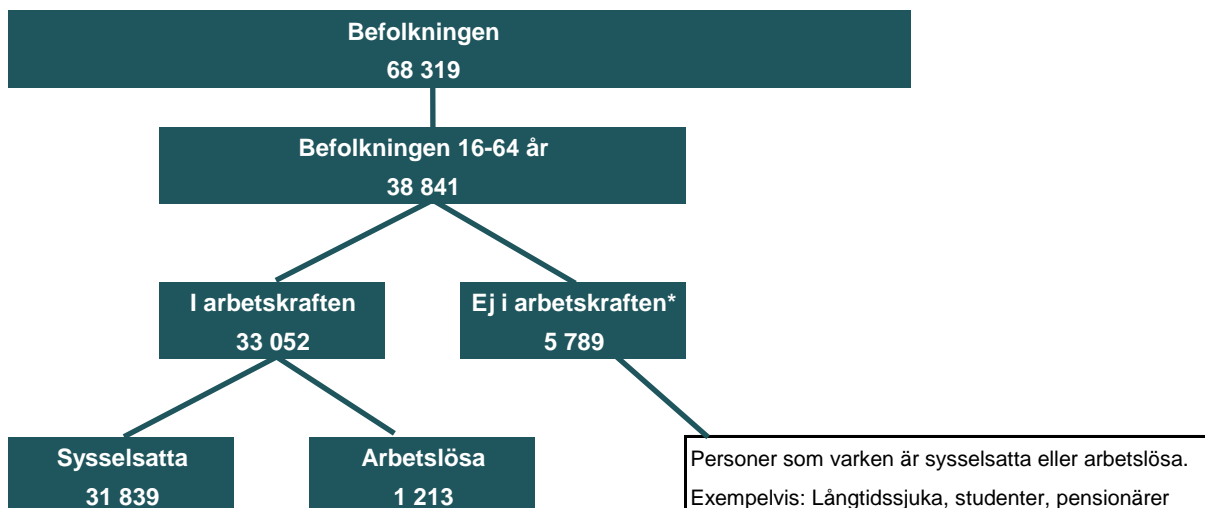 Befolkningen
68 319
Befolkningen 16-64 år
38 841
I arbetskraften
33 052
Ej i arbetskraften*
5 789
Sysselsatta
31 839
Arbetslösa
1 213
Personer som varken är sysselsatta eller arbetslösa.
Exempelvis: Långtidssjuka, studenter, pensionärer